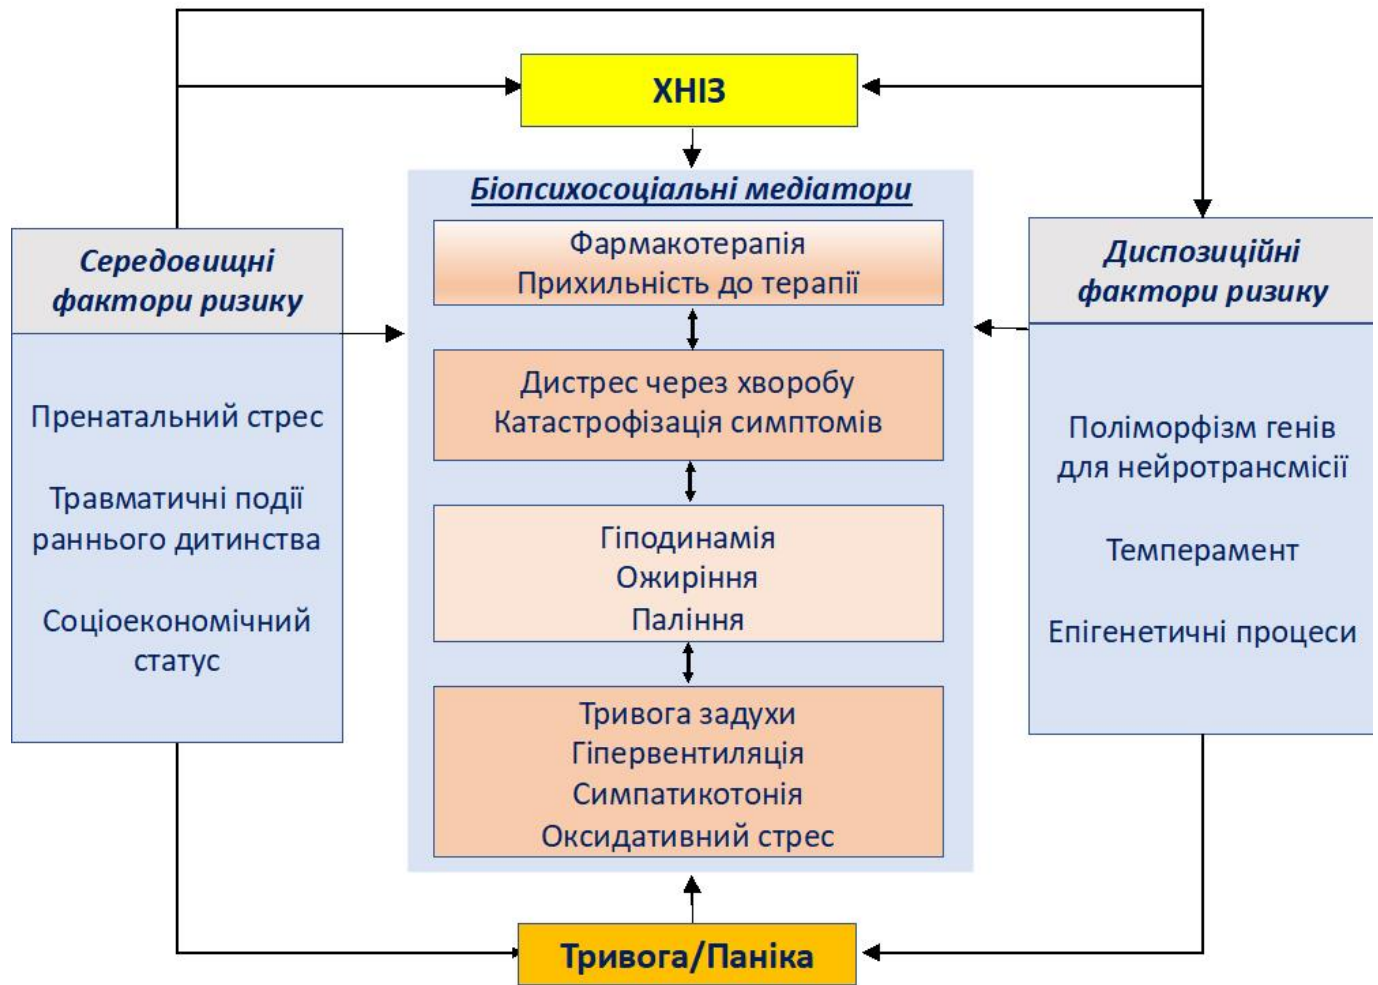 ХНІЗ
Біопсихосоціальні медіатори
Фармакотерапія
Прихильність до терапії
Дистрес через хворобу
Катастрофізація симптомів
Гіподинамія
Ожиріння
Паління
Тривога задухи
Гіпервентиляція
Симпатикотонія
Оксидативний стрес
Середовищні
фактори ризику
Пренатальний стрес
Травматичні події
раннього дитинства
Соціоекономічний
статус
Диспозиційні
фактори ризику
Поліморфізм генів
для нейротрансмісії
Темперамент
Епігенетичні процеси
Тривога/Паніка